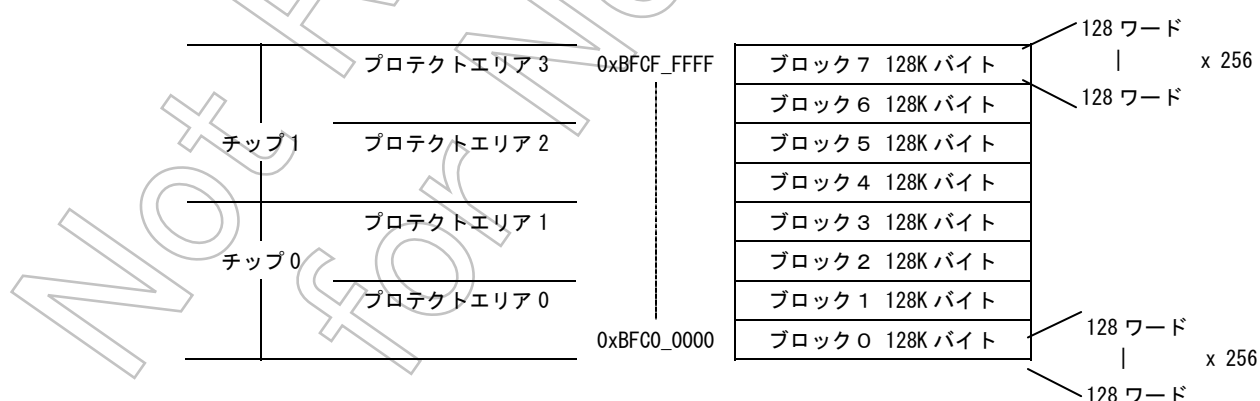 128 ワード
プロテクトエリア 3 0xBFCF_FFFF ブロック７ 128K バイト | x 256
ブロック６ 128K バイト 128 ワード
チップ 1 プロテクトエリア 2 ブロック５ 128K バイト
ブロック４ 128K バイト
プロテクトエリア 1 ブロック３ 128K バイト
チップ 0 ブロック２ 128K バイト
プロテクトエリア 0 ブロック１ 128K バイト
128 ワード
0xBFC0_0000 ブロック０ 128K バイト | x 256
128 ワード
Not R
for N